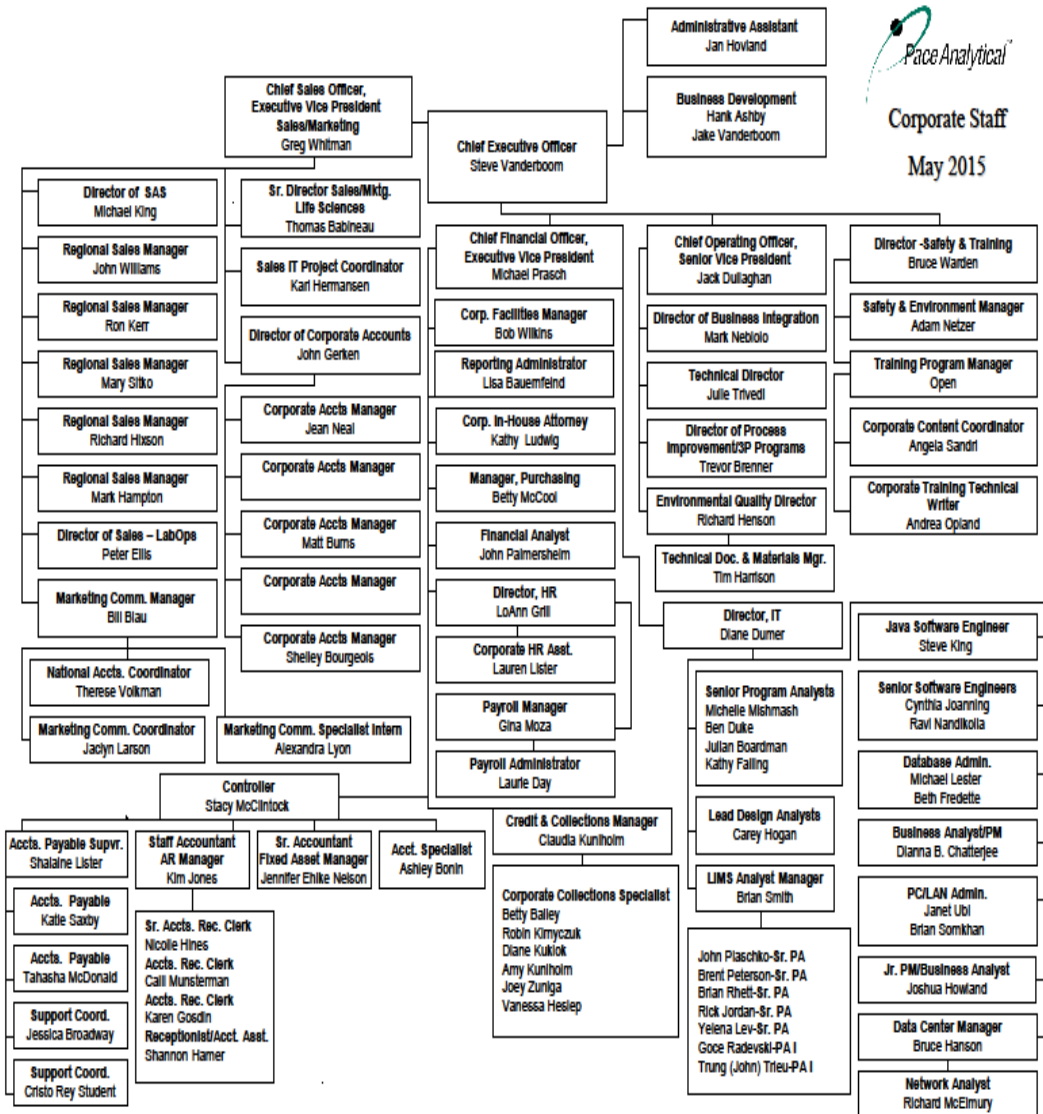 Administrative Assistant
Jan Hovland
Pace Analytical™
Corporate Staff
May 2015
Business Development
Hank Ashby
Jake Vanderboom
Chief Sales Officer,
Executive Vice President
Sales/Marketing
Greg Whitman
Chief Executive Officer
Steve Vanderboom
Director of SAS
Michael King
Regional Sales Manager
John Williams
Regional Sales Manager
Ron Kerr
Regional Sales Manager
Mary Sitko
Regional Sales Manager
Richard Hixson
Regional Sales Manager
Mark Hampton
Director of Sales – LabOps
Peter Ellis
Marketing Comm. Manager
Bill Blau
National Accts. Coordinator
Therese Volkman
Marketing Comm. Coordinator
Jaclyn Larson
Marketing Comm. Specialist Intern
Alexandra Lyon
Sr. Director Sales/Mktg.
Life Sciences
Thomas Babineau
Sales IT Project Coordinator
Karl Hermansen
Director of Corporate Accounts
John Gerken
Corporate Accts Manager
Jean Neal
Corporate Accts Manager
Corporate Accts Manager
Matt Burns
Corporate Accts Manager
Corporate Accts Manager
Shelley Bourgeois
Chief Financial Officer,
Executive Vice President
Michael Prasch
Corp. Facilities Manager
Bob Wilkins
Reporting Administrator
Lisa Bauernfeind
Corp. In-House Attorney
Kathy Ludwig
Manager, Purchasing
Betty McCool
Financial Analyst
John Palmersheim
Director, HR
LoAnn Grill
Corporate HR Asst.
Lauren Lister
Payroll Manager
Gina Moza
Payroll Administrator
Laurie Day
Chief Operating Officer,
Senior Vice President
Jack Dullaghan
Director of Business Integration
Mark Nebiolo
Technical Director
Julie Trivedi
Director of Process
Improvement/3P Programs
Trevor Brenner
Environmental Quality Director
Richard Henson
Technical Doc. & Materials Mgr.
Tim Harrison
Director -Safety & Training
Bruce Warden
Safety & Environment Manager
Adam Netzer
Training Program Manager
Open
Corporate Content Coordinator
Angela Sandri
Corporate Training Technical
Writer
Andrea Opland
Director, IT
Diane Durner
Senior Program Analysts
Michelle Mishmash
Ben Duke
Julian Boardman
Kathy Falling
Lead Design Analysts
Carey Hogan
LIMS Analyst Manager
Brian Smith
John Plaschko-Sr. PA
Brent Peterson-Sr. PA
Brian Rhett-Sr. PA
Rick Jordan-Sr. PA
Yelena Lev-Sr. PA
Goce Radevski-PA I
Trung (John) Trieu-PA I
Java Software Engineer
Steve King
Senior Software Engineers
Cynthia Joanning
Ravi Nandikolla
Database Admin.
Michael Lester
Beth Fredette
Business Analyst/PM
Dianna B. Chatterjee
PC/LAN Admin.
Janet Ubl
Brian Somkhan
Jr. PM/Business Analyst
Joshua Howland
Data Center Manager
Bruce Hanson
Network Analyst
Richard McElmury
Controller
Stacy McClintock
Accts. Payable Supvr.
Shalaine Lister
Accts. Payable
Katie Saxby
Accts. Payable
Tahasha McDonald
Support Coord.
Jessica Broadway
Support Coord.
Cristo Rey Student
Staff Accountant
AR Manager
Kim Jones
Sr. Accts. Rec. Clerk
Nicolle Hines
Accts. Rec. Clerk
Calli Munsterman
Accts. Rec. Clerk
Karen Gosdin
Receptionist/Acct. Asst.
Shannon Hamer
Sr. Accountant
Fixed Asset Manager
Jennifer Ehlke Nelson
Acct. Specialist
Ashley Bonin
Credit & Collections Manager
Claudia Kunlholm
Corporate Collections Specialist
Betty Bailey
Robin Kimyczuk
Diane Kuklok
Amy Kunlholm
Joey Zuniga
Vanessa Heslep